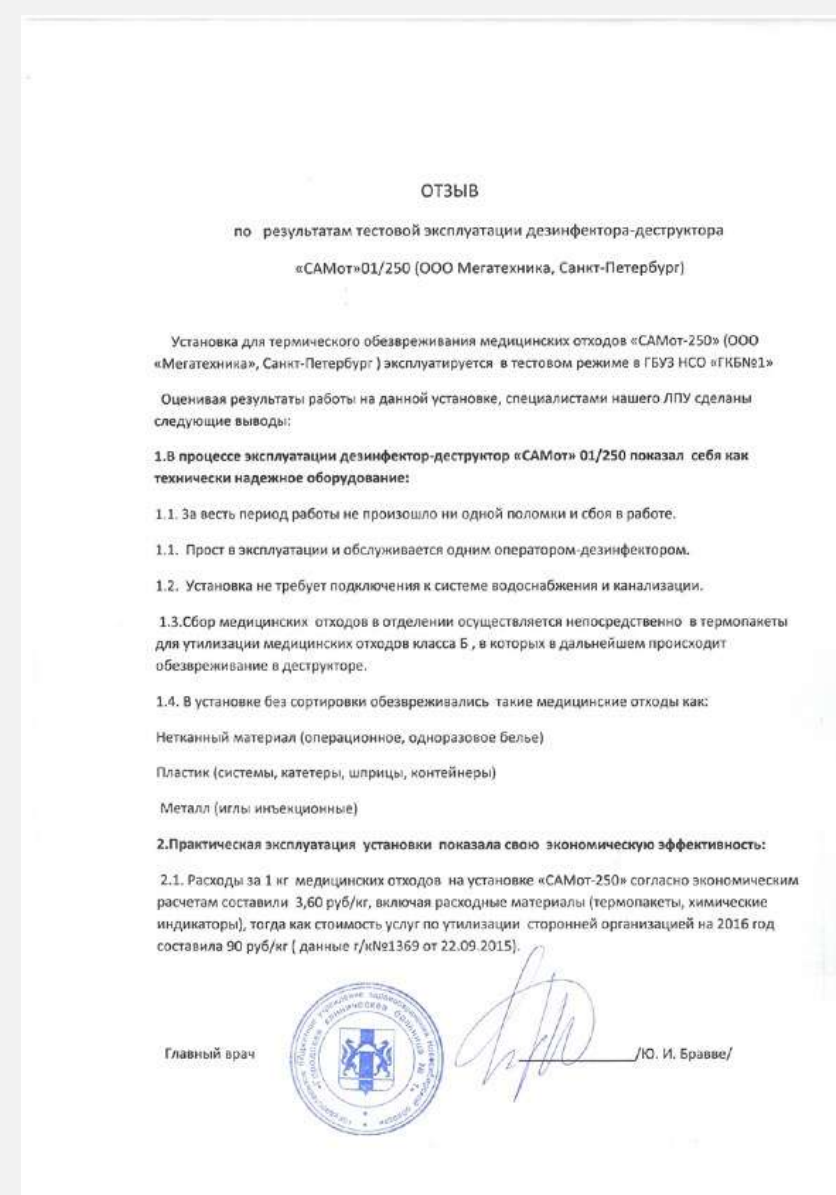 ОТЗЫВ
по результатам тестовой эксплуатации дезинфектора-деструктора
«САМот»01/250 (ООО Мегатехника, Санкт-Петербург)
Установка для термического обезвреживания медицинских отходов «САМот-250» (ООО
«Мегатехника», Санкт-Петербург ) эксплуатируется в тестовом режиме в ГБУЗ НСО «ГКБ№1»
Оценивая результаты работы на данной установке, специалистами нашего ЛПУ сделаны
следующие выводы:
1.В процессе эксплуатации дезинфектор-деструктор «САМот» 01/250 показал себя как
технически надежное оборудование:
1.1. За весть период работы не произошло ни одной поломки и сбоя в работе.
1.1. Прост в эксплуатации и обслуживается одним оператором-дезинфектором.
1.2. Установка не требует подключения к системе водоснабжения и канализации.
1.3.Сбор медицинских отходов в отделении осуществляется непосредственно в термопакеты
для утилизации медицинских отходов класса Б , в которых в дальнейшем происходит
обезвреживание в деструкторе.
1.4. В установке без сортировки обезвреживались такие медицинские отходы как:
Нетканный материал (операционное, одноразовое белье)
Пластик (системы, катетеры, шприцы, контейнеры)
Металл (иглы инъекционные)
2.Практическая эксплуатация установки показала свою экономическую эффективность:
2.1. Расходы за 1 кг медицинских отходов на установке «САМот-250» согласно экономическим
расчетам составили 3,60 руб/кг, включая расходные материалы (термопакеты, химические
индикаторы), тогда как стоимость услуг по утилизации сторонней организацией на 2016 год
составила 90 руб/кг ( данные г/к№1369 от 22.09.2015).
Главный врач /Ю. И. Бравве/